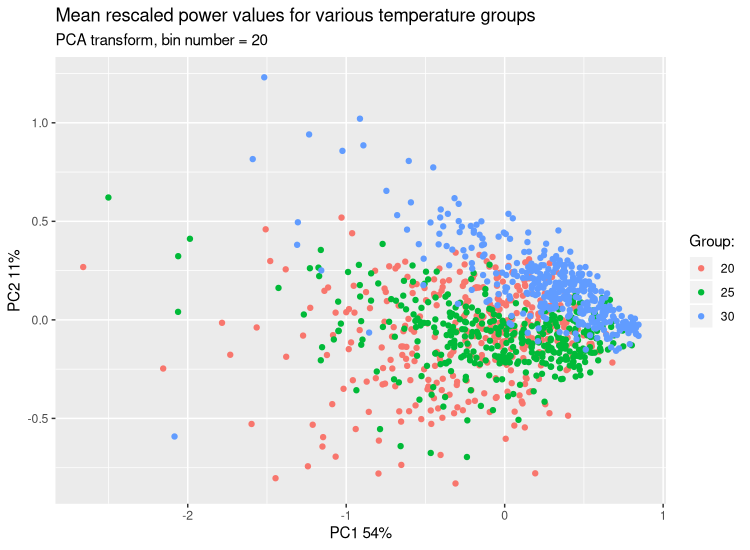 Mean rescaled power values for various temperature groups
PCA transform, bin number = 20
1.0
0.5
0.0
-0.5
PC2 11%
-2
-1
0
1
PC1 54%
Group:
20
25
30